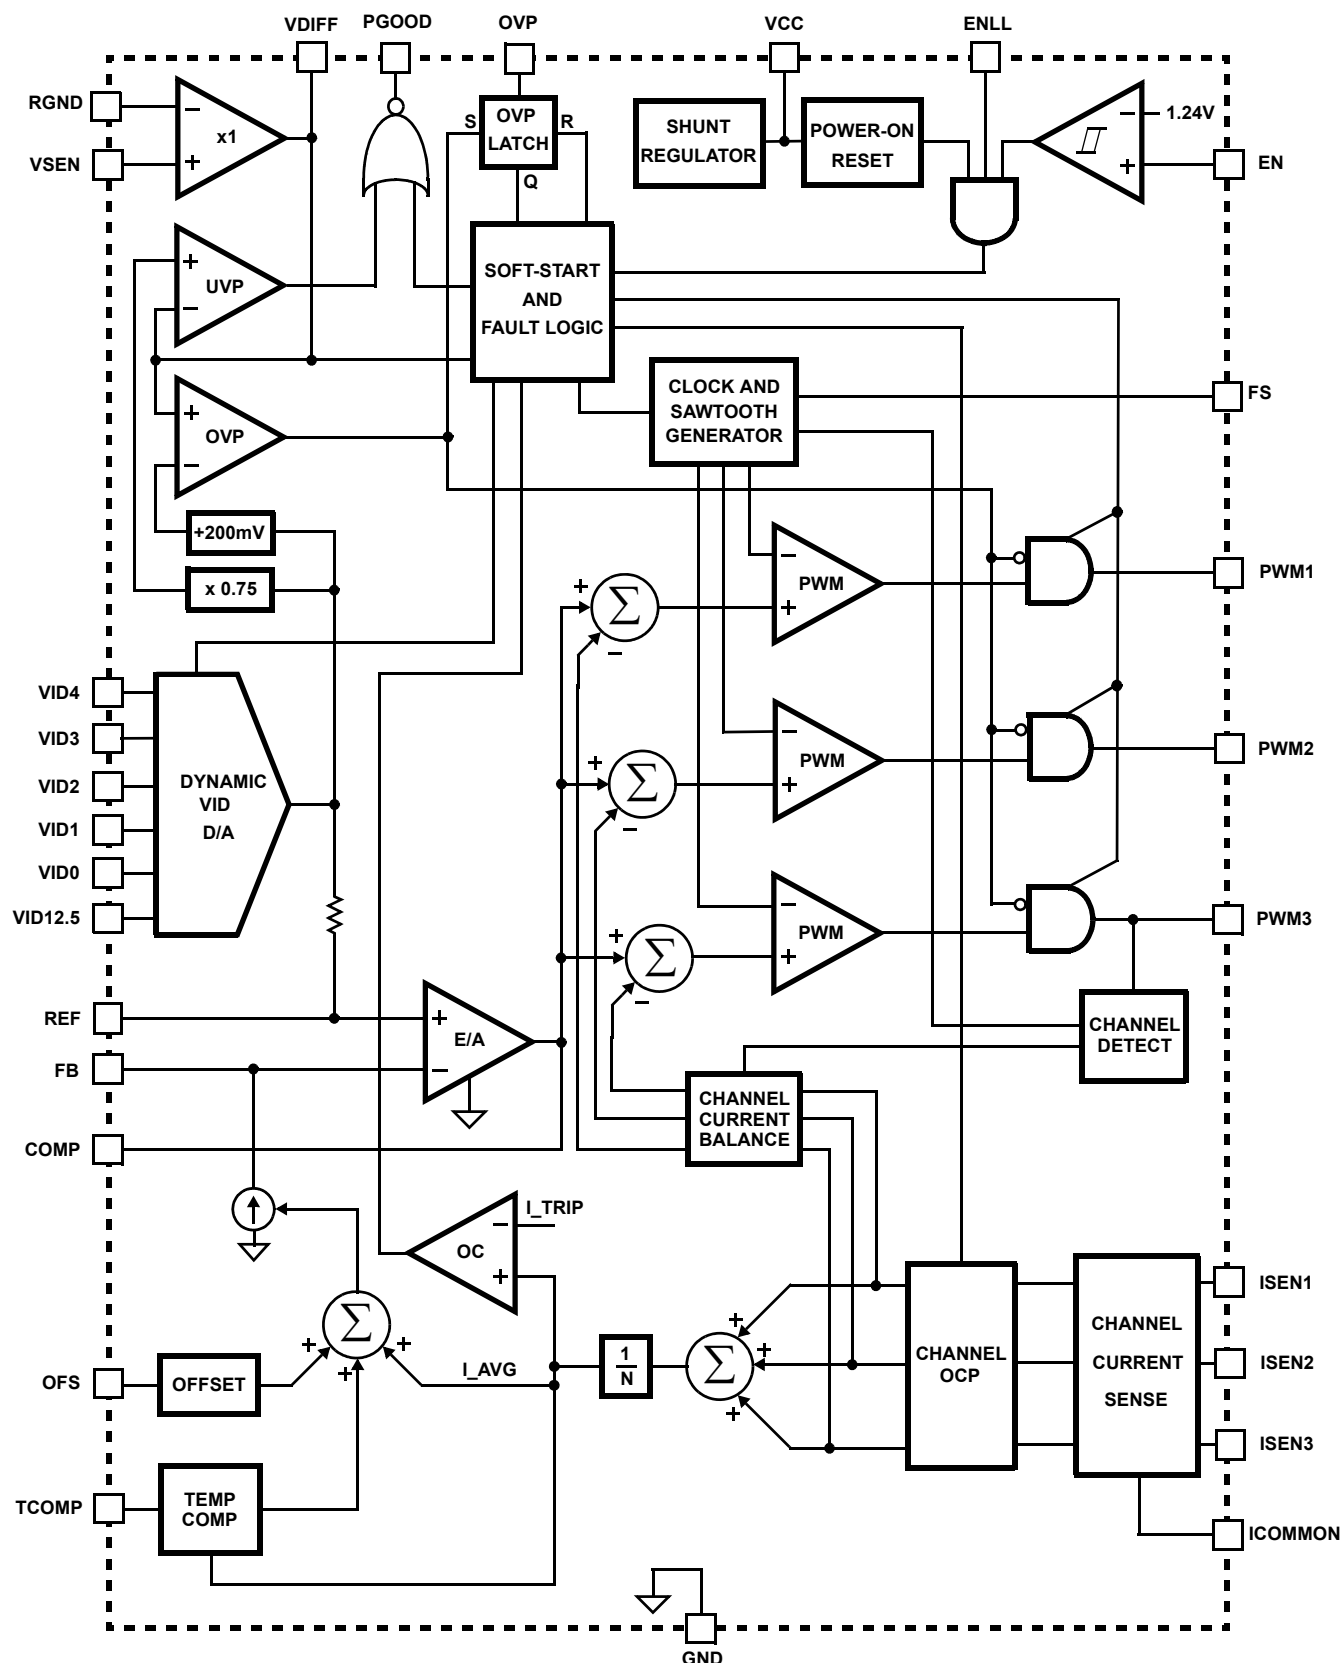 VDIFF
PGOOD
OVP
VCC
ENLL
RGND
VSEN
−
x1
+
S
OVP
LATCH
R
Q
SHUNT
REGULATOR
POWER-ON
RESET
−
1.24V
+
EN
+
UVP
−
SOFT-START
AND
FAULT LOGIC
+
OVP
−
CLOCK AND
SAWTOOTH
GENERATOR
FS
+200mV
x 0.75
+
Σ
−
−
PWM
+
PWM1
VID4
VID3
VID2
VID1
VID0
VID12.5
DYNAMIC
VID
D/A
+
Σ
−
−
PWM
+
PWM2
+
Σ
−
−
PWM
+
PWM3
REF
FB
COMP
+
E/A
−
CHANNEL
DETECT
CHANNEL
CURRENT
BALANCE
I_TRIP
−
OC
+
+
Σ
+
+
I_AVG
1
N
+
Σ
+
+
CHANNEL
OCP
CHANNEL
CURRENT
SENSE
ISEN1
ISEN2
ISEN3
ICOMMON
OFS
OFFSET
TCOMP
TEMP
COMP
GND